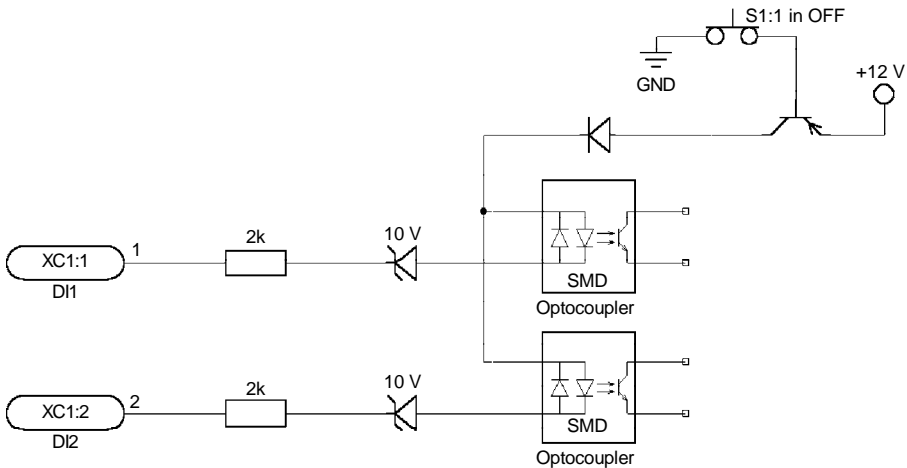 S1:1 in OFF
GND
+12 V
XC1:1
1
2k
10 V
DI1
SMD
Optocoupler
XC1:2
2
2k
10 V
DI2
SMD
Optocoupler